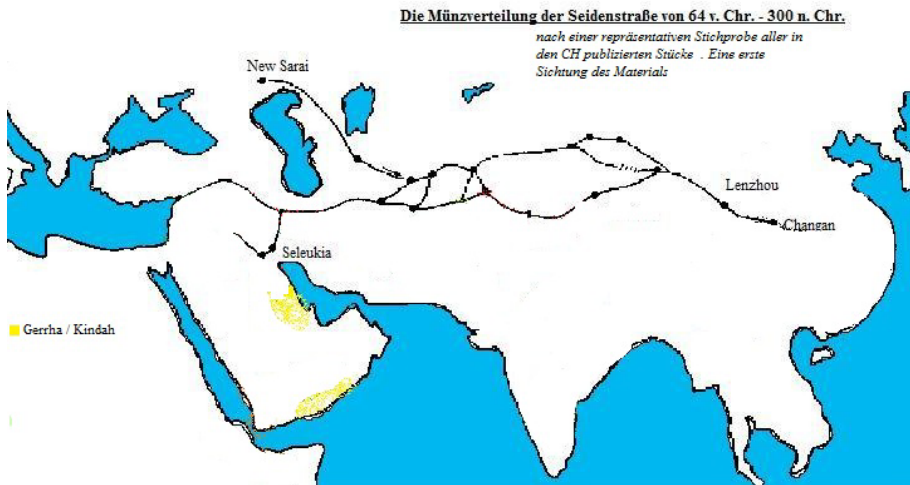 Die Münzverteilung der Seidenstraße von 64 v. Chr. - 300 n. Chr.
nach einer repräsentativen Stichprobe aller in
den CH publizierten Stücke . Eine erste
Sichtung des Materials
New Sarai
Lenzhou
Changan
Seleukia
Gerrha / Kindah